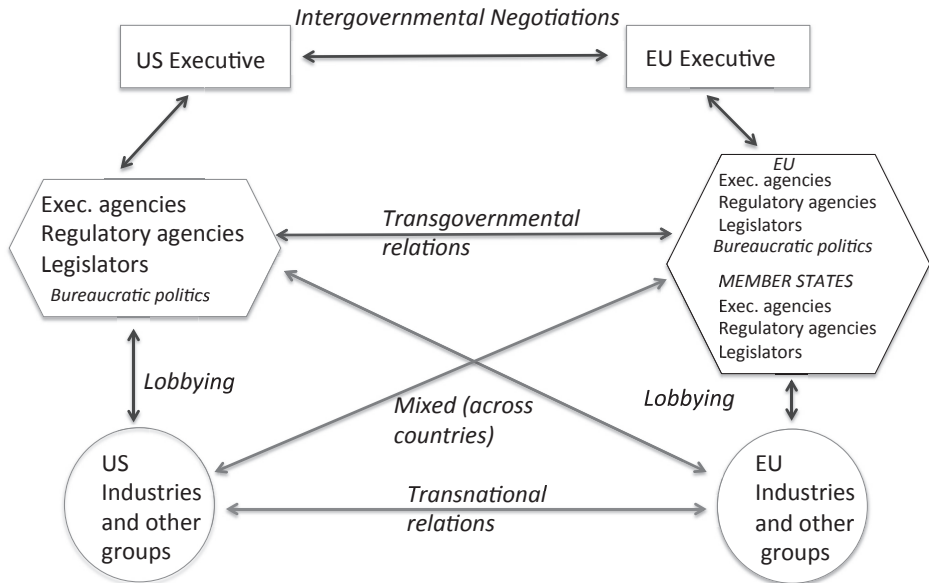 Intergovernmental Negotiations
US Executive
EU Executive
Exec. agencies
Regulatory agencies
Legislators
Bureaucratic politics
Transgovernmental
relations
EU
Exec. agencies
Regulatory agencies
Legislators
Bureaucratic politics
MEMBER STATES
Exec. agencies
Regulatory agencies
Legislators
Lobbying
Mixed (across
countries)
Lobbying
US
Industries
and other
groups
Transnational
relations
EU
Industries
and other
groups